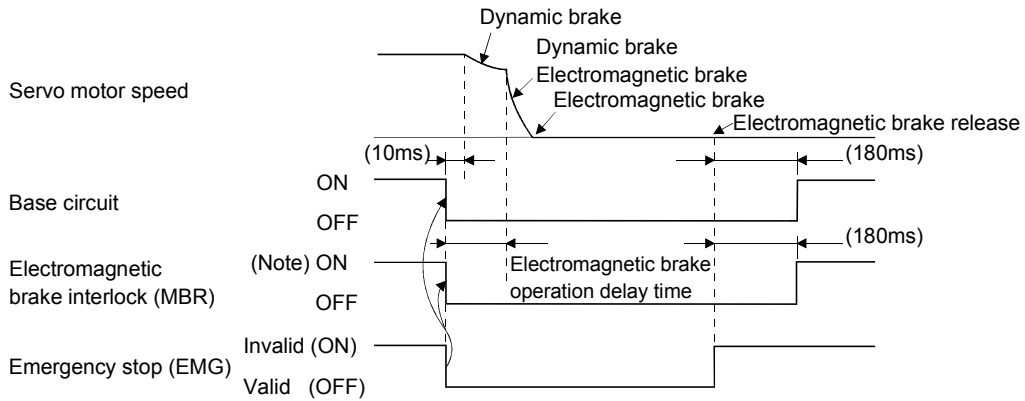 Dynamic brake
Dynamic brake
Electromagnetic brake
Electromagnetic brake
Servo motor speed
Electromagnetic brake release
(10ms)
(180ms)
Base circuit
ON
OFF
(180ms)
Electromagnetic
brake interlock (MBR)
(Note) ON
OFF
Electromagnetic brake
operation delay time
Emergency stop (EMG)
Invalid (ON)
Valid (OFF)